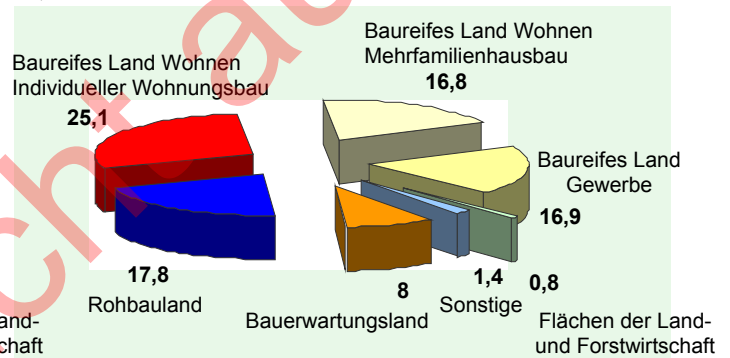 Baureifes Land Wohnen
Mehrfamilienhausbau
16,8
Baureifes Land Wohnen
Individueller Wohnungsbau
25,1
Baureifes Land
Gewerbe
16,9
17,8
Rohbauland
8
Bauerwartungsland
1,4
Sonstige
0,8
Flächen der Land-
und Forstwirtschaft